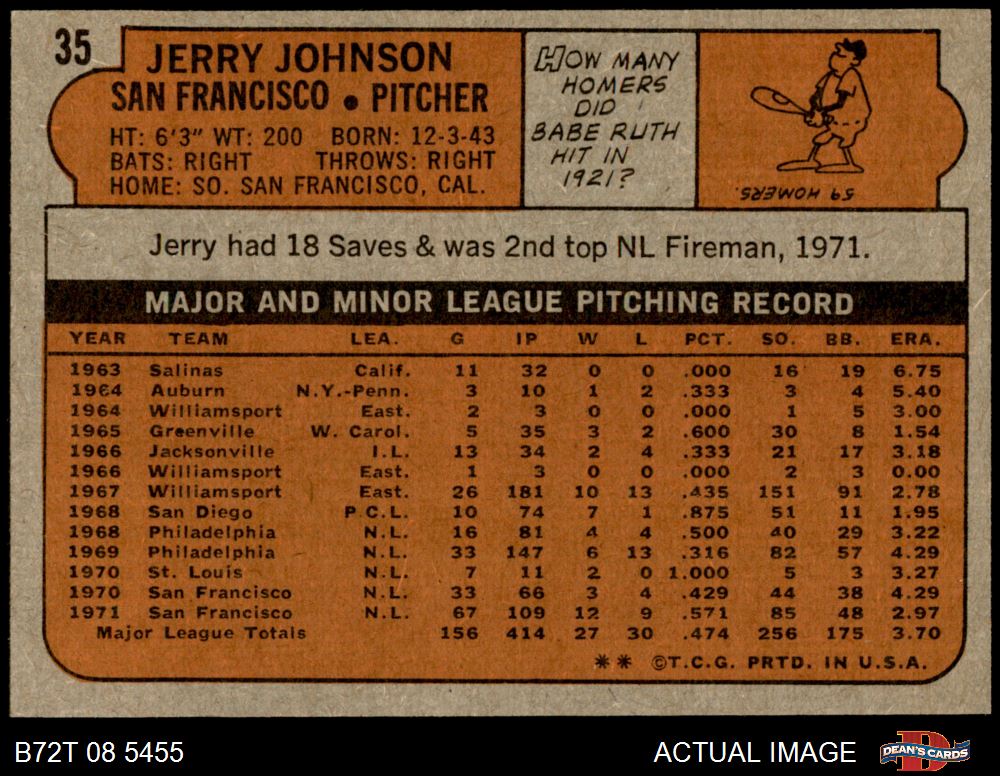 35
JERRY JOHNSON
SAN FRANCISCO • PITCHER
HT: 6'3" WT: 200 BORN: 12-3-43
BATS: RIGHT THROWS: RIGHT
HOME: SO. SAN FRANCISCO, CAL.
HOW MANY
HOMERS
DID
BABE RUTH
HIT IN
1921?
59 HOMERS.
Jerry had 18 Saves & was 2nd top NL Fireman, 1971.
MAJOR AND MINOR LEAGUE PITCHING RECORD
YEAR TEAM LEA. G IP W L PCT. SO. BB. ERA.
1963 Salinas Calif. 11 32 0 0 .000 16 19 6.75
1964 Auburn N.Y.-Penn. 3 10 1 2 .333 3 4 5.40
1964 Williamsport East. 2 3 0 0 .000 1 5 3.00
1965 Greenville W. Carol. 5 35 3 2 .600 30 8 1.54
1966 Jacksonville I.L. 13 34 2 4 .333 21 17 3.18
1966 Williamsport East. 1 3 0 0 .000 2 3 0.00
1967 Williamsport East. 26 181 10 13 .435 151 91 2.78
1968 San Diego P.C.L. 10 74 7 1 .875 51 11 1.95
1968 Philadelphia N.L. 16 81 4 4 .500 40 29 3.22
1969 Philadelphia N.L. 33 147 6 13 .316 82 57 4.29
1970 St. Louis N.L. 7 11 2 0 1.000 5 3 3.27
1970 San Francisco N.L. 33 66 3 4 .429 44 38 4.29
1971 San Francisco N.L. 67 109 12 9 .571 85 48 2.97
Major League Totals 156 414 27 30 .474 256 175 3.70
** ©T.C.G. PRTD. IN U.S.A.
B72T 08 5455
ACTUAL IMAGE
D
DEAN'S CARDS